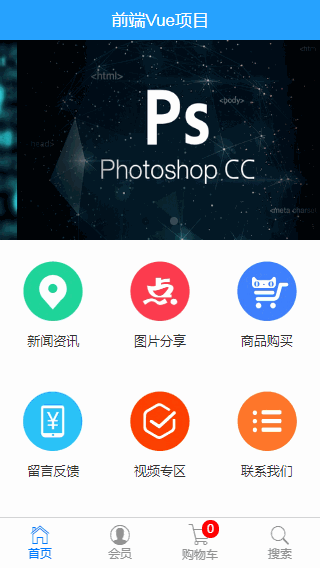 前端Vue项目
<html>
<html>
<body>
Ps
Photoshop CC
点
¥
新闻资讯
图片分享
商品购买
留言反馈
视频专区
联系我们
0
首页
会员
购物车
搜索